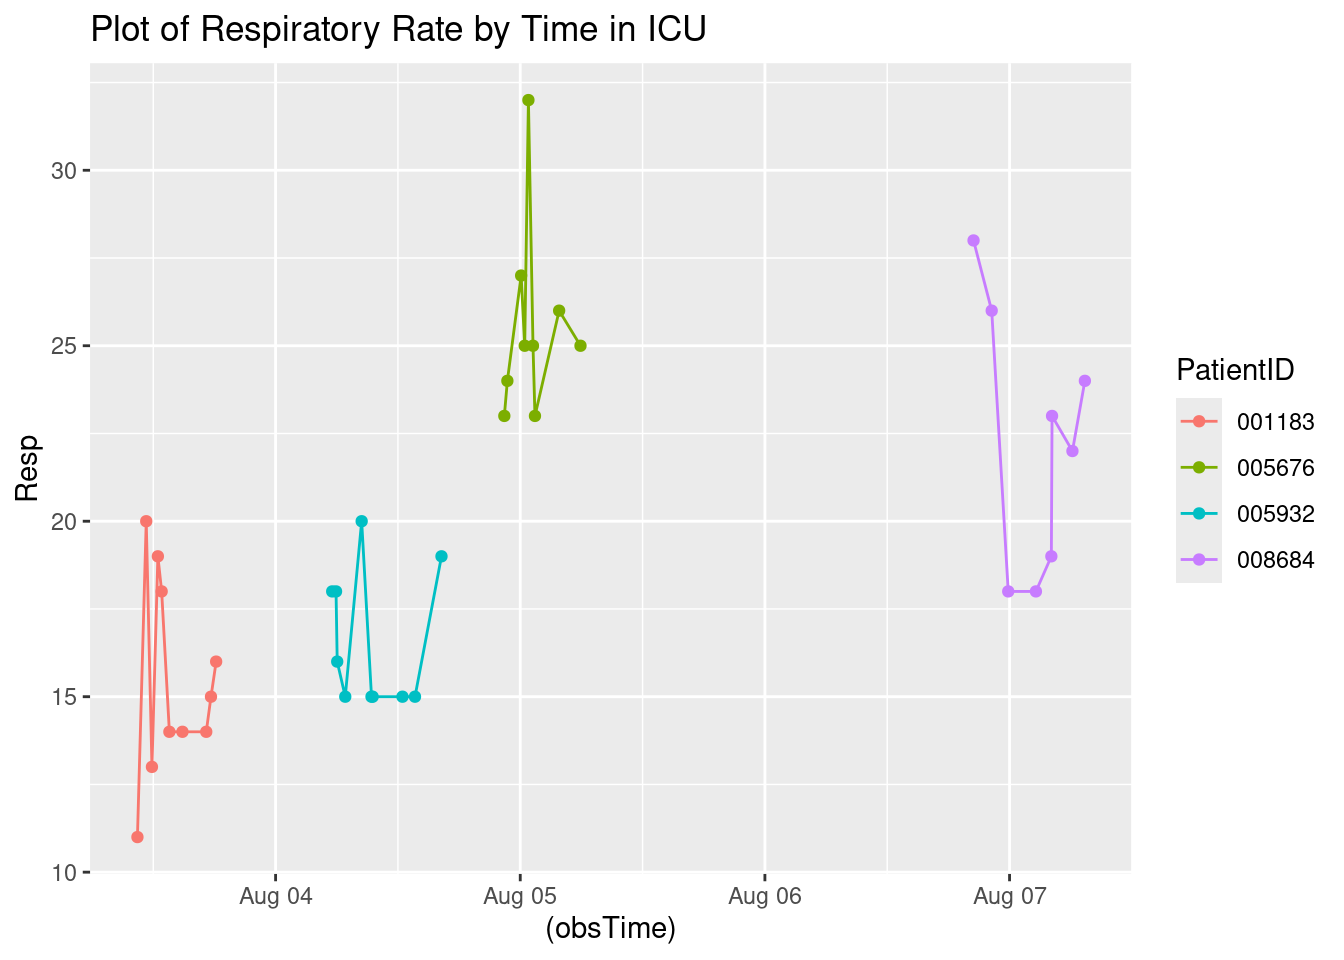 Plot of Respiratory Rate by Time in ICU
Resp
30
25
20
15
10
Aug 04 Aug 05 Aug 06 Aug 07
(obsTime)
PatientID
001183
005676
005932
008684